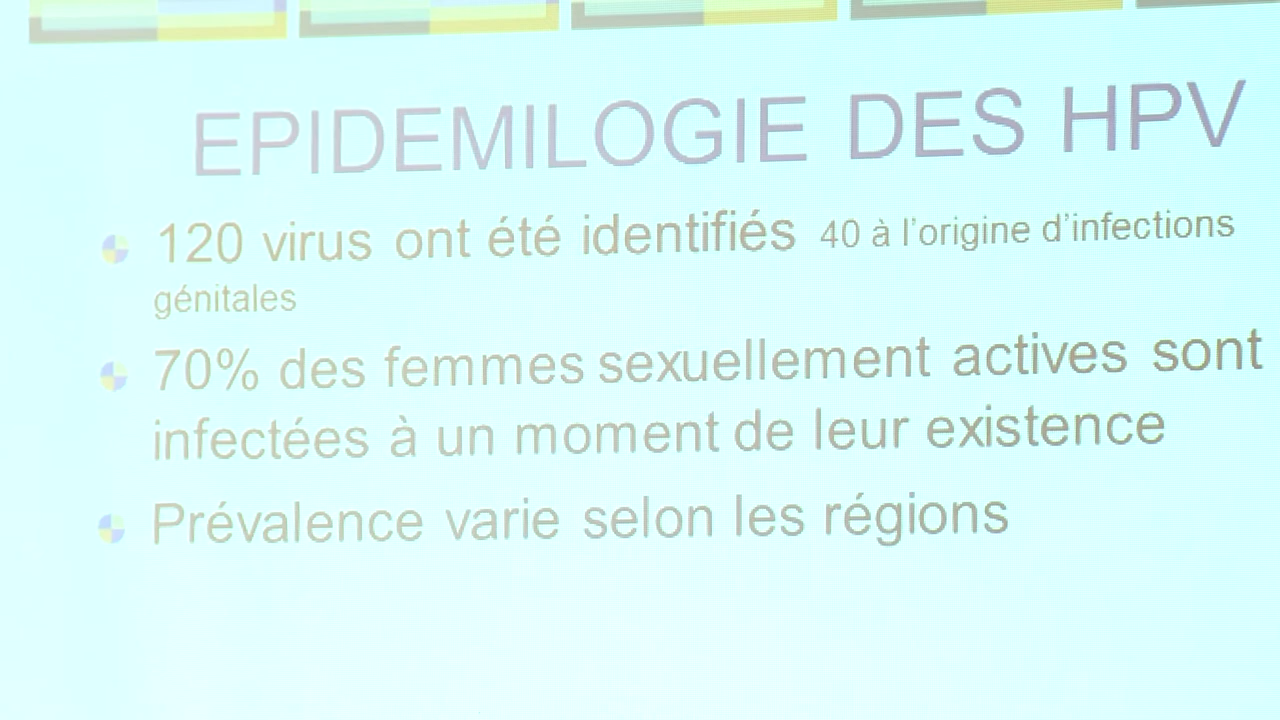 EPIDEMILOGIE DES HPV
120 virus ont été identifiés 40 à l'origine d'infections
génitales
70% des femmes sexuellement actives sont
infectées à un moment de leur existence
Prévalence varie selon les régions